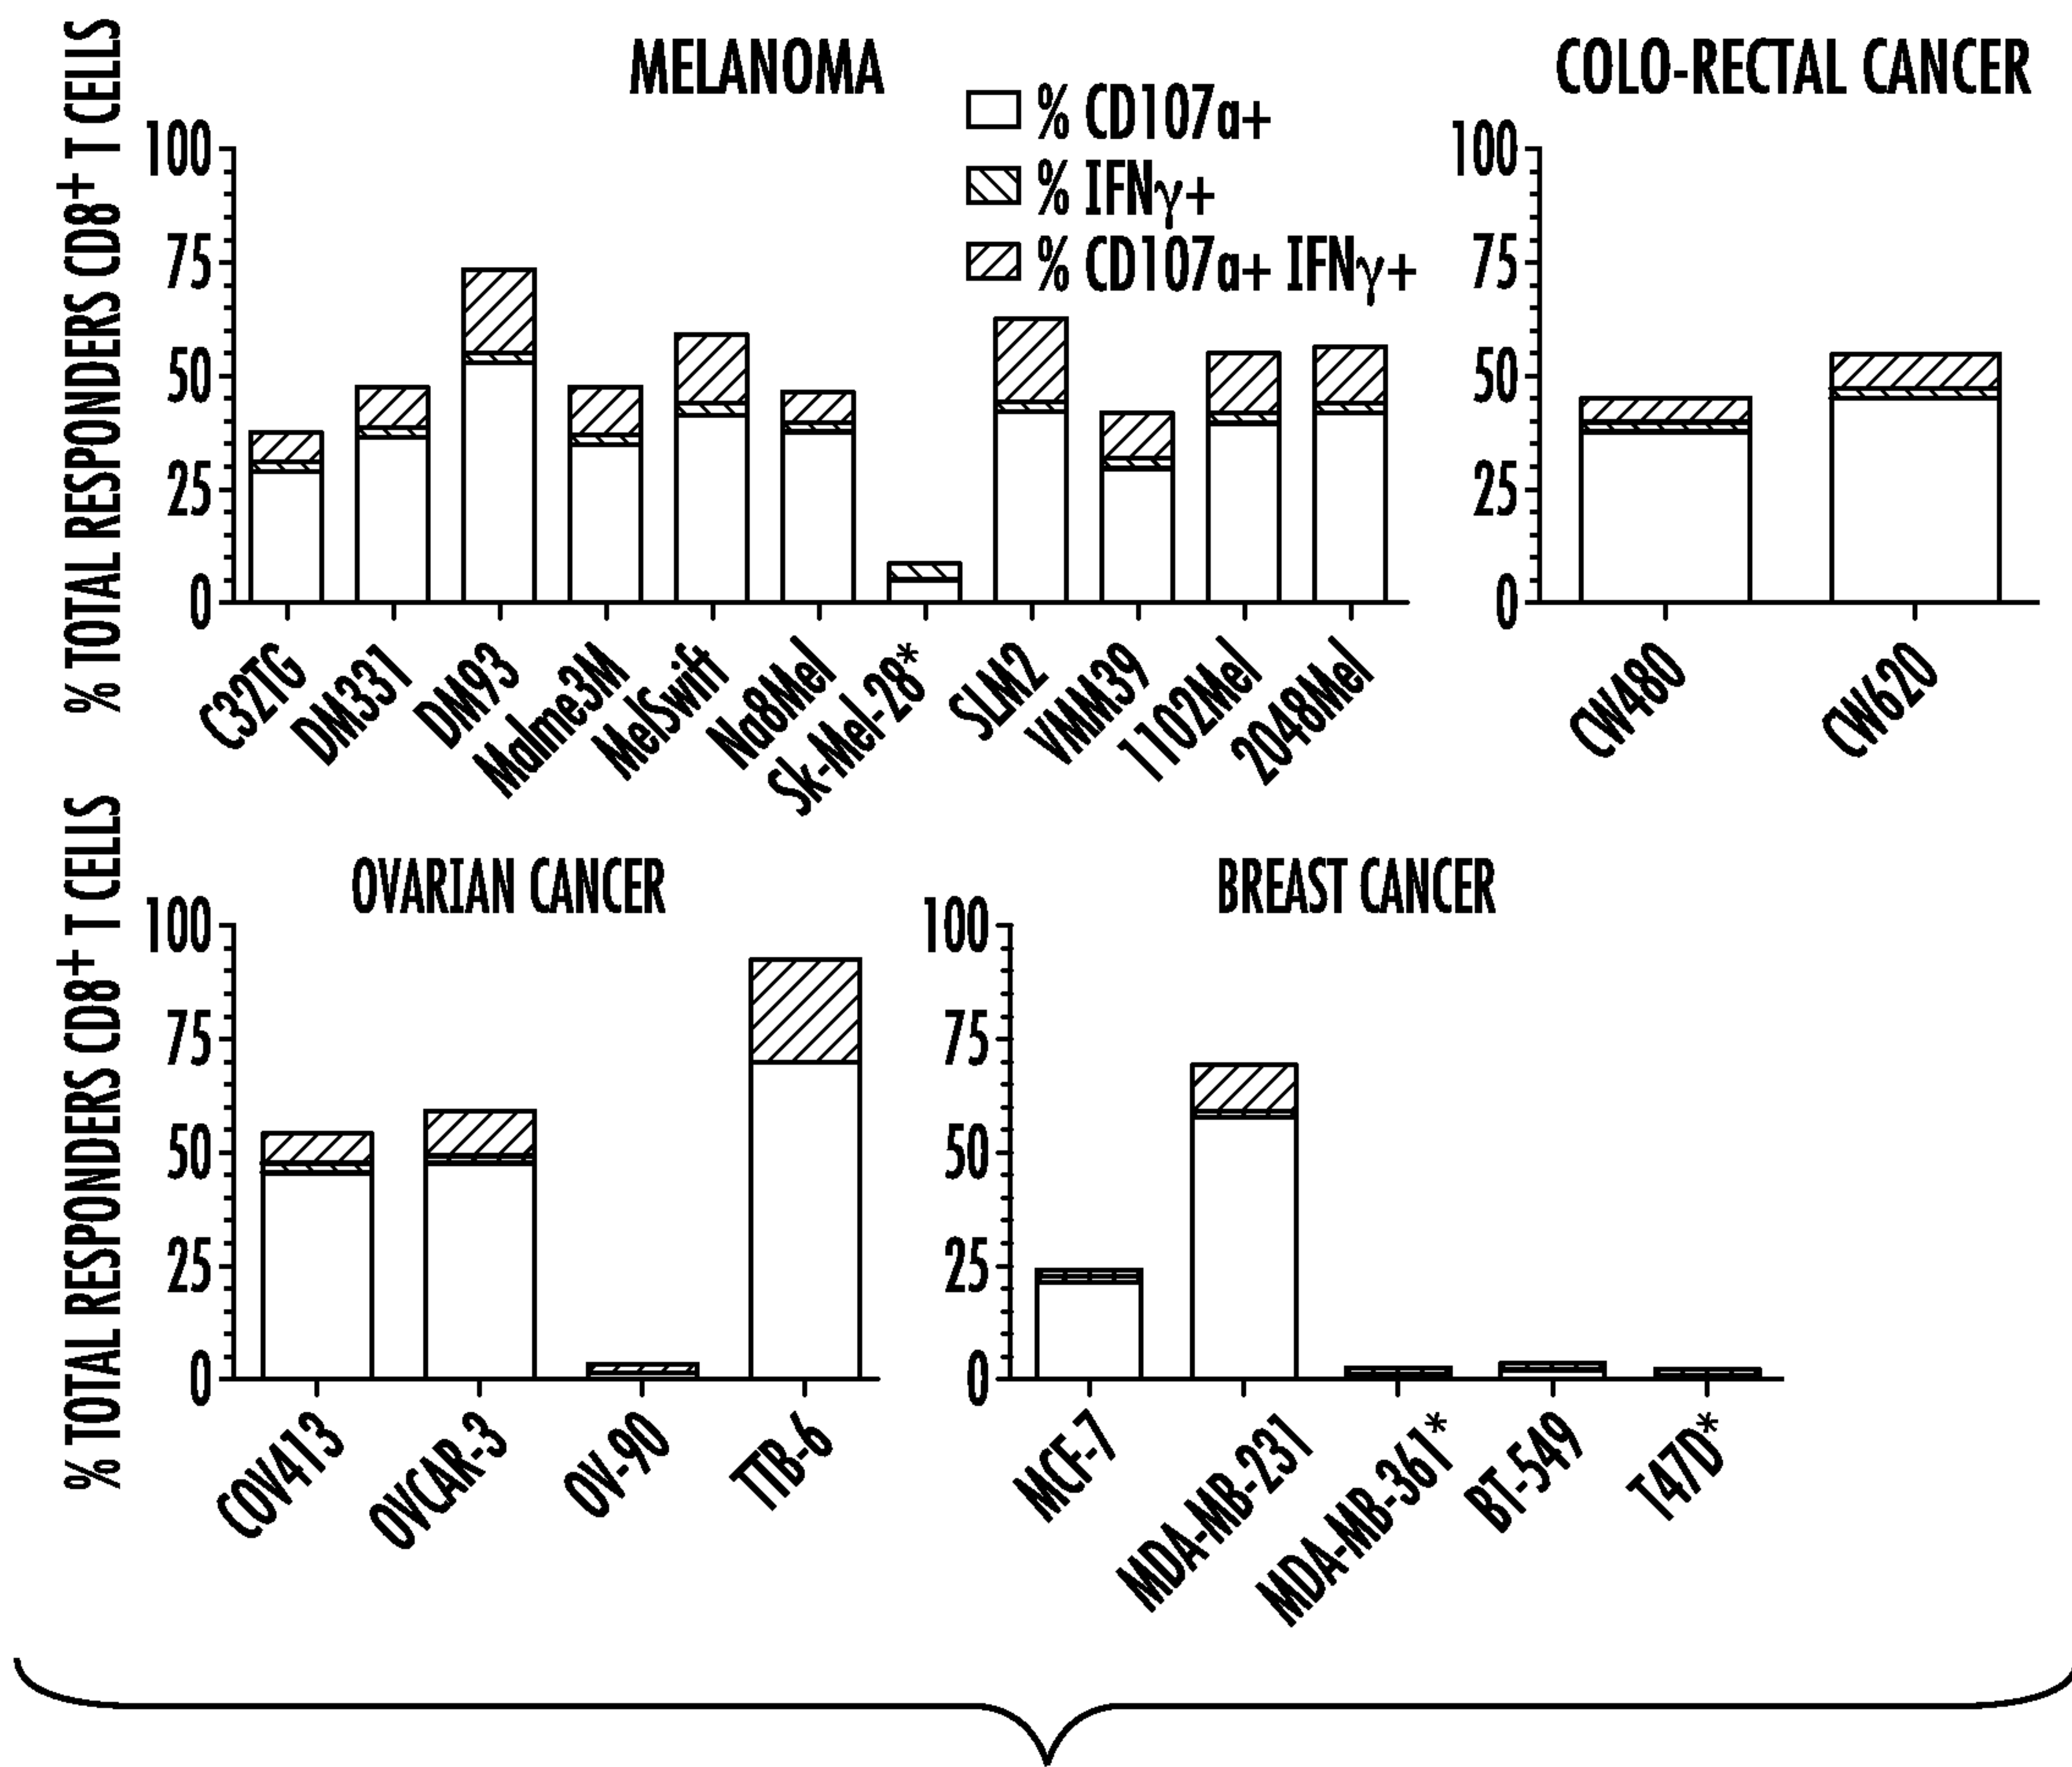 MELANOMA
% CD107a+
% IFNγ+
% CD107a+ IFNγ+
% TOTAL RESPONDERS CD8+ T CELLS
100
75
50
25
0
C32TG
DM331
DM93
Malme3M
MelSwift
Na8Mel
Sk-Mel-28*
SLM2
VMM39
1102Mel
2048Mel
COLO-RECTAL CANCER
100
75
50
25
0
CW480
CW620
OVARIAN CANCER
% TOTAL RESPONDERS CD8+ T CELLS
100
75
50
25
0
COV413
OVCAR-3
OV-90
TTB-6
BREAST CANCER
100
75
50
25
0
MCF-7
MDA-MB-231
MDA-MB-361*
BT-549
T47D*